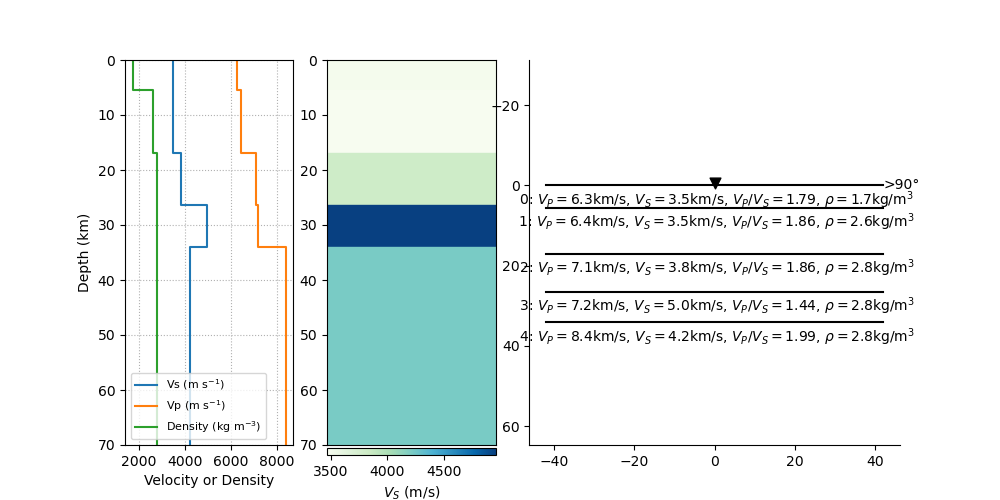 0
10
20
30
40
50
60
70
Depth (km)
Vs (m s⁻¹)
Vp (m s⁻¹)
Density (kg m⁻³)
2000 4000 6000 8000
Velocity or Density
0
10
20
30
40
50
60
70
3500 4000 4500
V_S (m/s)
−20
0
20
40
60
>90°
0: V_P = 6.3km/s, V_S = 3.5km/s, V_P/V_S = 1.79, ρ = 1.7kg/m³
1: V_P = 6.4km/s, V_S = 3.5km/s, V_P/V_S = 1.86, ρ = 2.6kg/m³
2: V_P = 7.1km/s, V_S = 3.8km/s, V_P/V_S = 1.86, ρ = 2.8kg/m³
3: V_P = 7.2km/s, V_S = 5.0km/s, V_P/V_S = 1.44, ρ = 2.8kg/m³
4: V_P = 8.4km/s, V_S = 4.2km/s, V_P/V_S = 1.99, ρ = 2.8kg/m³
−40 −20 0 20 40